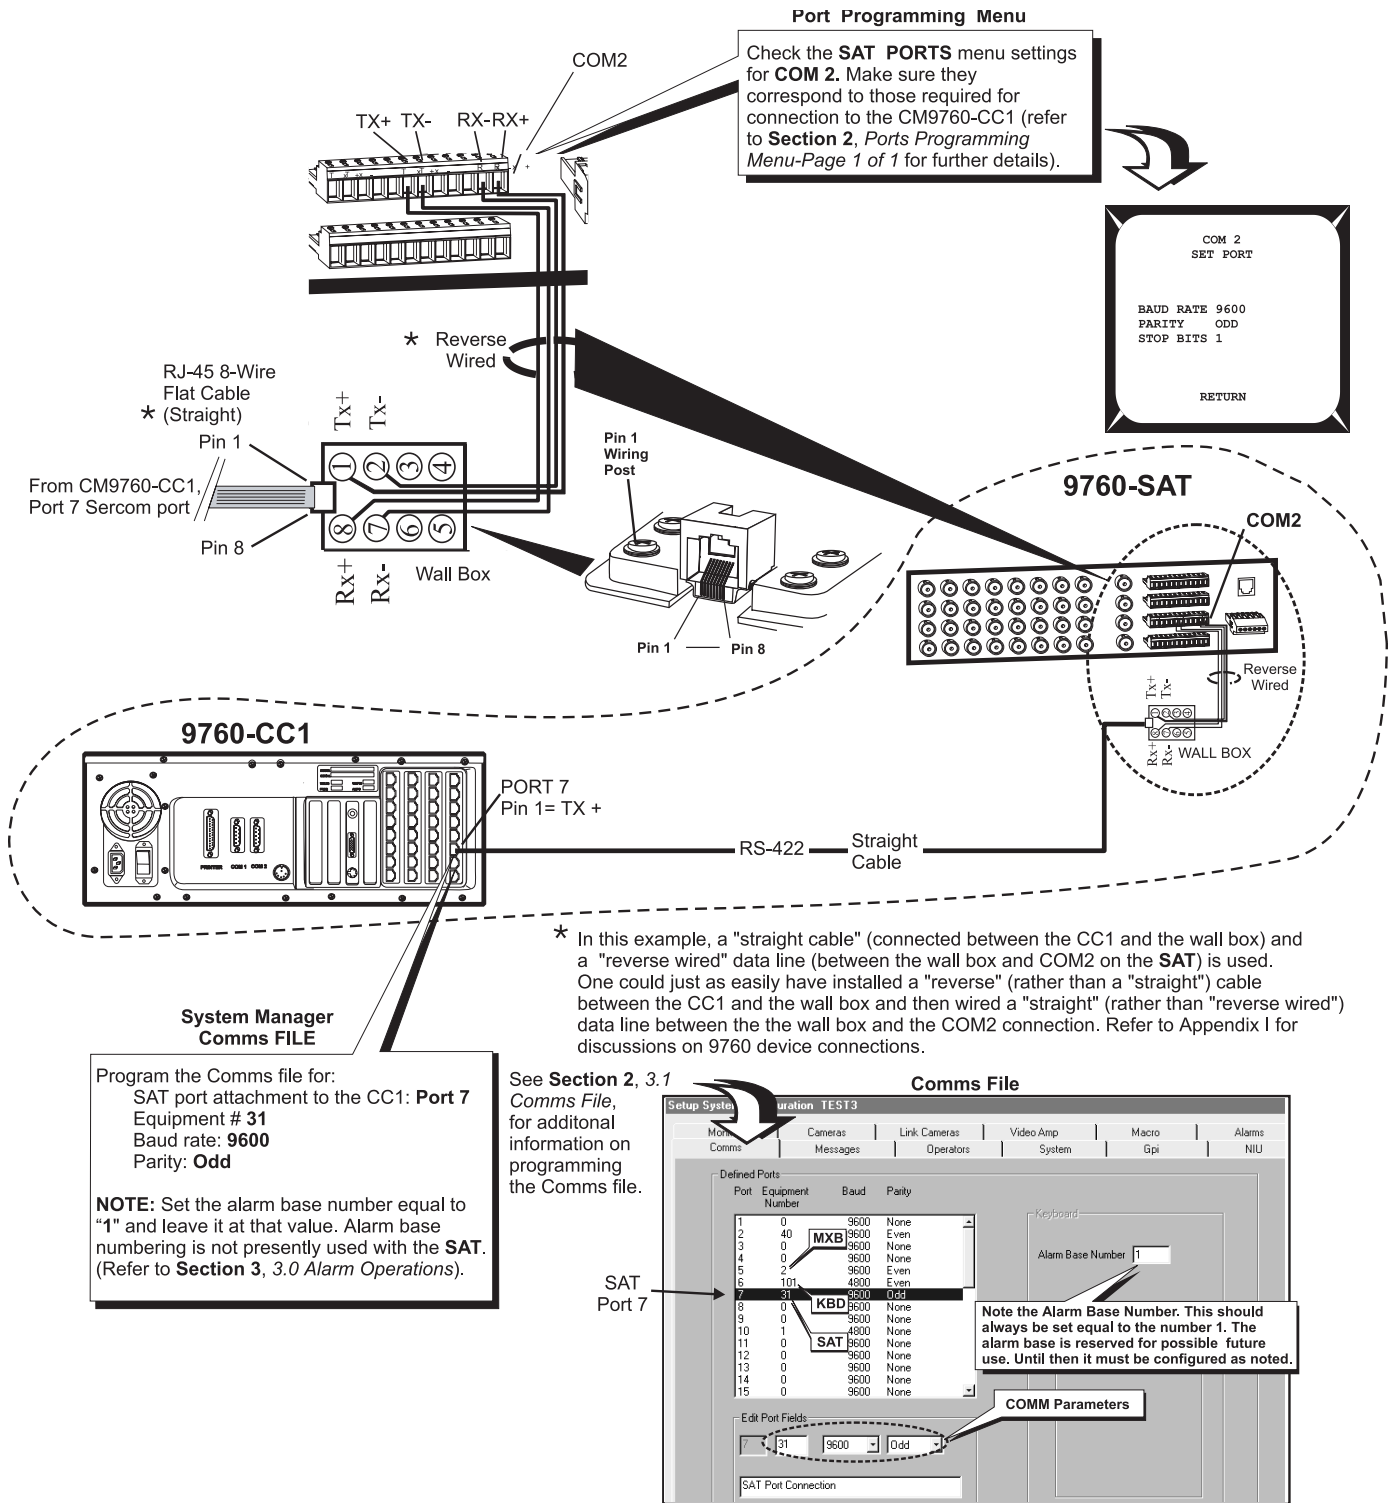 Port Programming Menu
Check the SAT PORTS menu settings
for COM 2. Make sure they
correspond to those required for
connection to the CM9760-CC1 (refer
to Section 2, Ports Programming
Menu-Page 1 of 1 for further details).
COM2
TX+ TX- RX- RX+
COM 2
SET PORT
BAUD RATE 9600
PARITY ODD
STOP BITS 1
RETURN
* Reverse
Wired
RJ-45 8-Wire
Flat Cable
* (Straight)
Pin 1
From CM9760-CC1,
Port 7 Sercom port
Pin 8
Tx+ Tx-
1 2 3 4
8 7 6 5
Rx+ Rx-
Wall Box
Pin 1
Wiring
Post
Pin 1 Pin 8
9760-SAT
COM2
Reverse
Wired
Tx+ Tx-
1 2 3 4
8 7 6 5
Rx+ Rx-
WALL BOX
9760-CC1
PRINTER COM 1 COM 2
PORT 7
Pin 1= TX +
RS-422
Straight
Cable
* In this example, a "straight cable" (connected between the CC1 and the wall box) and
a "reverse wired" data line (between the wall box and COM2 on the SAT) is used.
One could just as easily have installed a "reverse" (rather than a "straight") cable
between the CC1 and the wall box and then wired a "straight" (rather than "reverse wired")
data line between the the wall box and the COM2 connection. Refer to Appendix I for
discussions on 9760 device connections.
System Manager
Comms FILE
Program the Comms file for:
SAT port attachment to the CC1: Port 7
Equipment # 31
Baud rate: 9600
Parity: Odd
NOTE: Set the alarm base number equal to
“1" and leave it at that value. Alarm base
numbering is not presently used with the SAT.
(Refer to Section 3, 3.0 Alarm Operations).
See Section 2, 3.1
Comms File,
for additonal
information on
programming
the Comms file.
Comms File
Setup System uration TEST3
Moni Cameras Link Cameras Video Amp Macro Alarms
Comms Messages Operators System Gpi NIU
Defined Ports
Port Equipment Number Baud Parity
1 0 9600 None
2 40 9600 Even
3 0 9600 None
4 0 9600 None
5 2 9600 Even
6 101 4800 Even
7 31 9600 Odd
8 0 9600 None
9 0 9600 None
10 1 4800 None
11 0 9600 None
12 0 9600 None
13 0 9600 None
14 0 9600 None
15 0 9600 None
MXB
KBD
SAT
SAT
Port 7
Keyboard
Alarm Base Number 1
Note the Alarm Base Number. This should
always be set equal to the number 1. The
alarm base is reserved for possible future
use. Until then it must be configured as noted.
COMM Parameters
Edit Port Fields
7 31 9600 Odd
SAT Port Connection